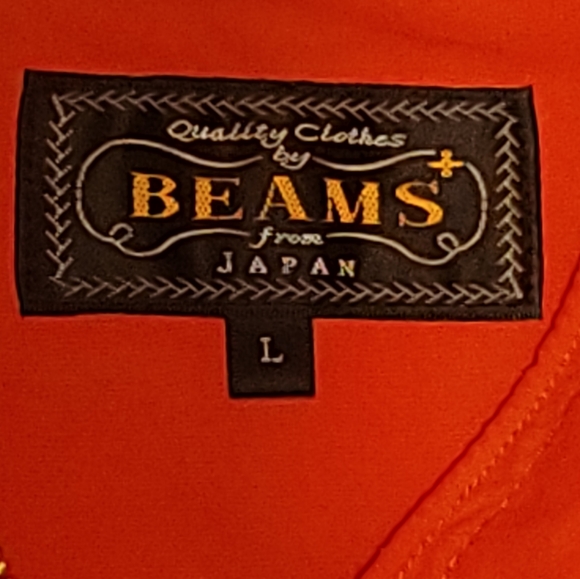 Quality Clothes
by
BEAMS+
from
JAPAN
L